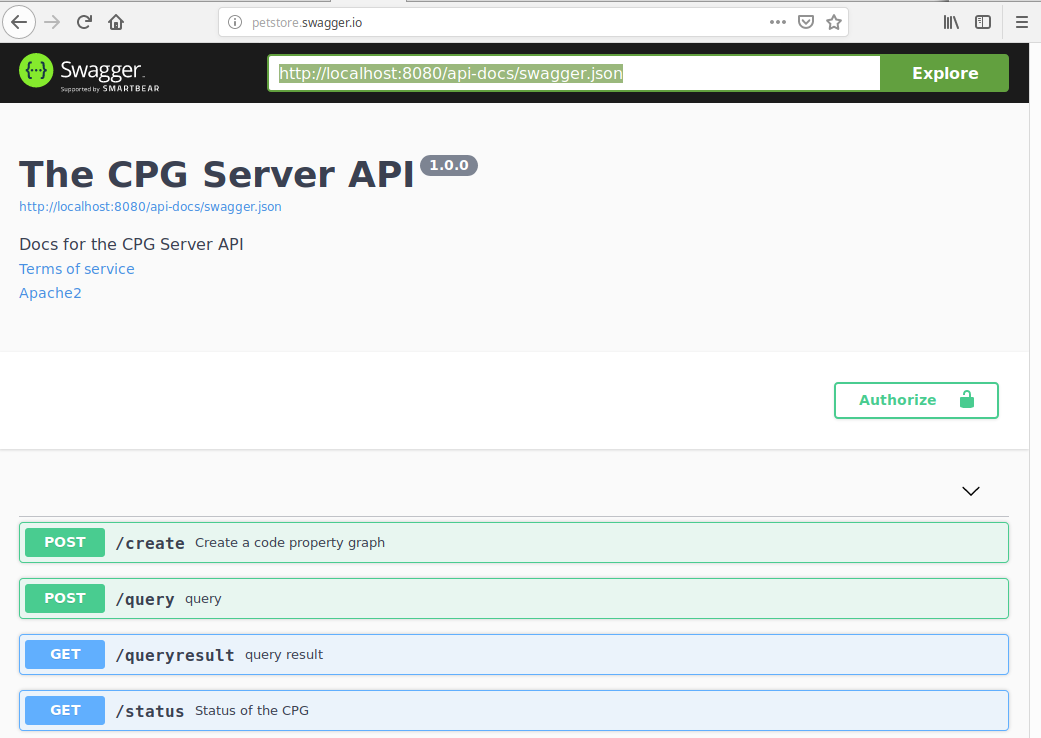 petstore.swagger.io
{···} Swagger.
Supported by SMARTBEAR
http://localhost:8080/api-docs/swagger.json
Explore
The CPG Server API 1.0.0
http://localhost:8080/api-docs/swagger.json
Docs for the CPG Server API
Terms of service
Apache2
Authorize
POST /create Create a code property graph
POST /query query
GET /queryresult query result
GET /status Status of the CPG